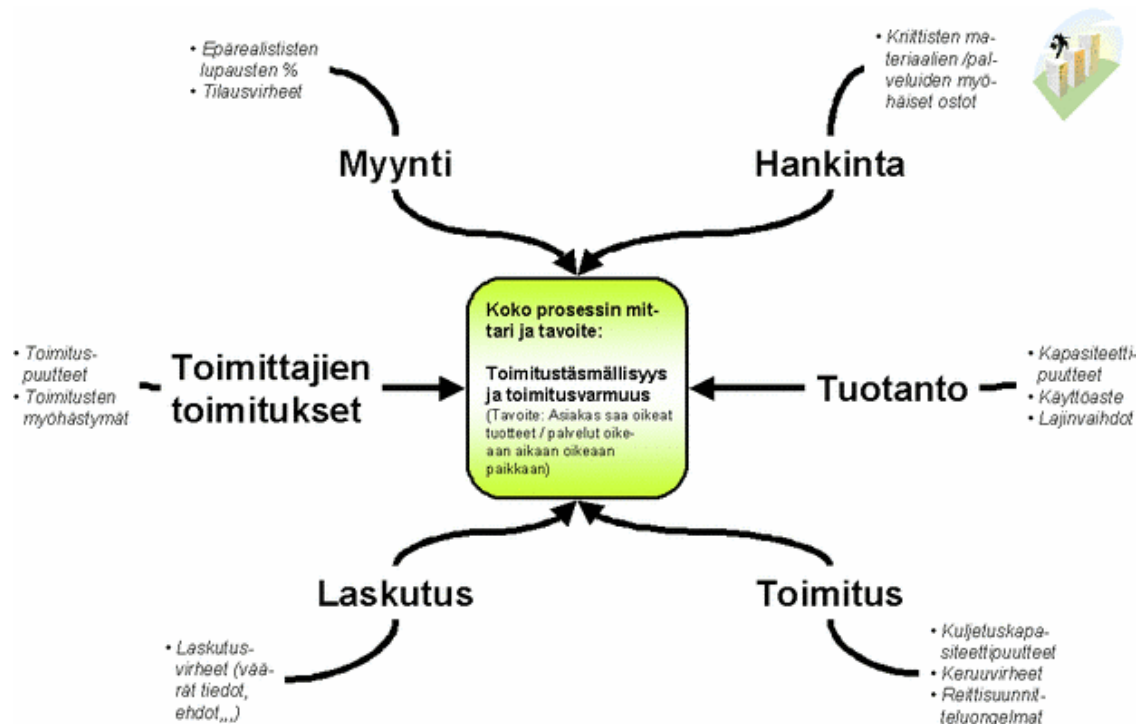 • Epärealististen
lupausten %
• Tilausvirheet
• Kriittisten ma-
teriaalien /pal-
veluiden myö-
häiset ostot
Myynti
Hankinta
Koko prosessin mit-
tari ja tavoite:
Toimitustäsmällisyys
ja toimitusvarmuus
(Tavoite: Asiakas saa oikeat
tuotteet / palvelut oike-
aan aikaan oikeaan
paikkaan)
• Toimitus-
puutteet
• Toimitusten
myöhästymät
Toimittajien
toimitukset
Tuotanto
• Kapasiteetti-
puutteet
• Käyttöaste
• Lajinvaihdot
Laskutus
Toimitus
• Laskutus-
virheet (vää-
rät tiedot,
ehdot,,,)
• Kuljetuskapa-
siteettipuutteet
• Keruuvirheet
• Reittisuunnit-
teluongelmat